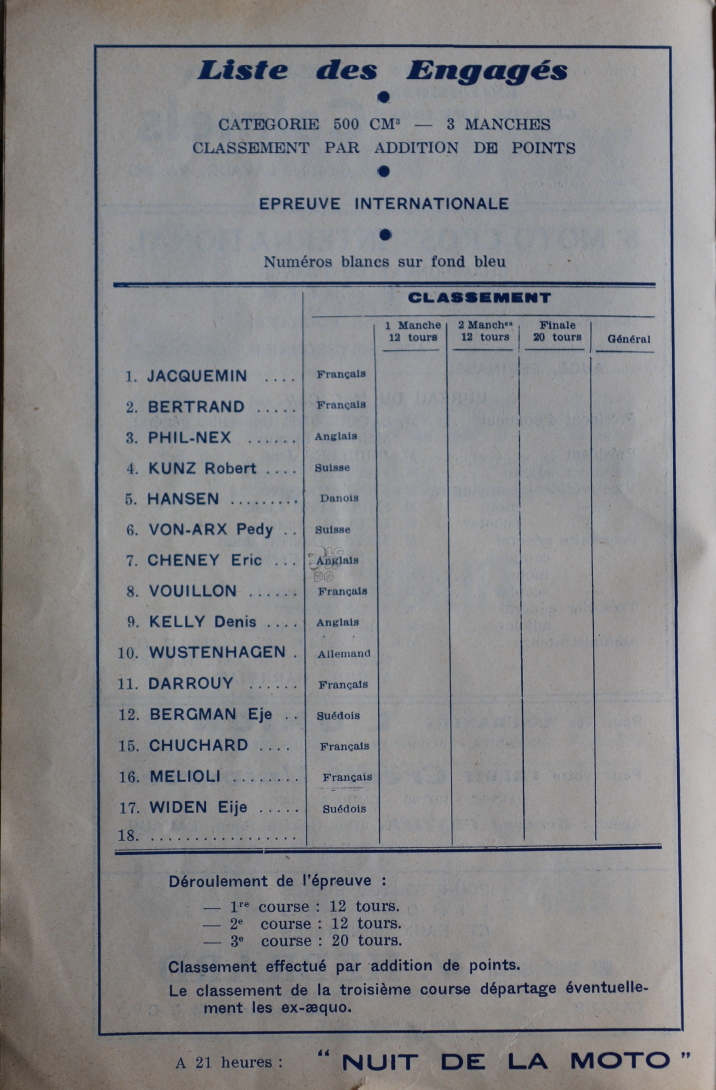 Liste des Engagés
CATEGORIE 500 CM³ — 3 MANCHES
CLASSEMENT PAR ADDITION DE POINTS
EPREUVE INTERNATIONALE
Numéros blancs sur fond bleu
CLASSEMENT
1 Manche 2 Manchᵉˢ Finale
12 tours 12 tours 20 tours Général
1. JACQUEMIN .... Français
2. BERTRAND ..... Français
3. PHIL-NEX ...... Anglais
4. KUNZ Robert .... Suisse
5. HANSEN ......... Danois
6. VON-ARX Pedy .. Suisse
7. CHENEY Eric ... Anglais
8. VOUILLON ...... Français
9. KELLY Denis .... Anglais
10. WUSTENHAGEN . Allemand
11. DARROUY ...... Français
12. BERGMAN Eje .. Suédois
15. CHUCHARD .... Français
16. MELIOLI ........ Français
17. WIDEN Eije ..... Suédois
18. .................
Déroulement de l'épreuve :
— 1ʳᵉ course : 12 tours.
— 2ᵉ course : 12 tours.
— 3ᵉ course : 20 tours.
Classement effectué par addition de points.
Le classement de la troisième course départage éventuelle-
ment les ex-æquo.
A 21 heures : “ NUIT DE LA MOTO ”